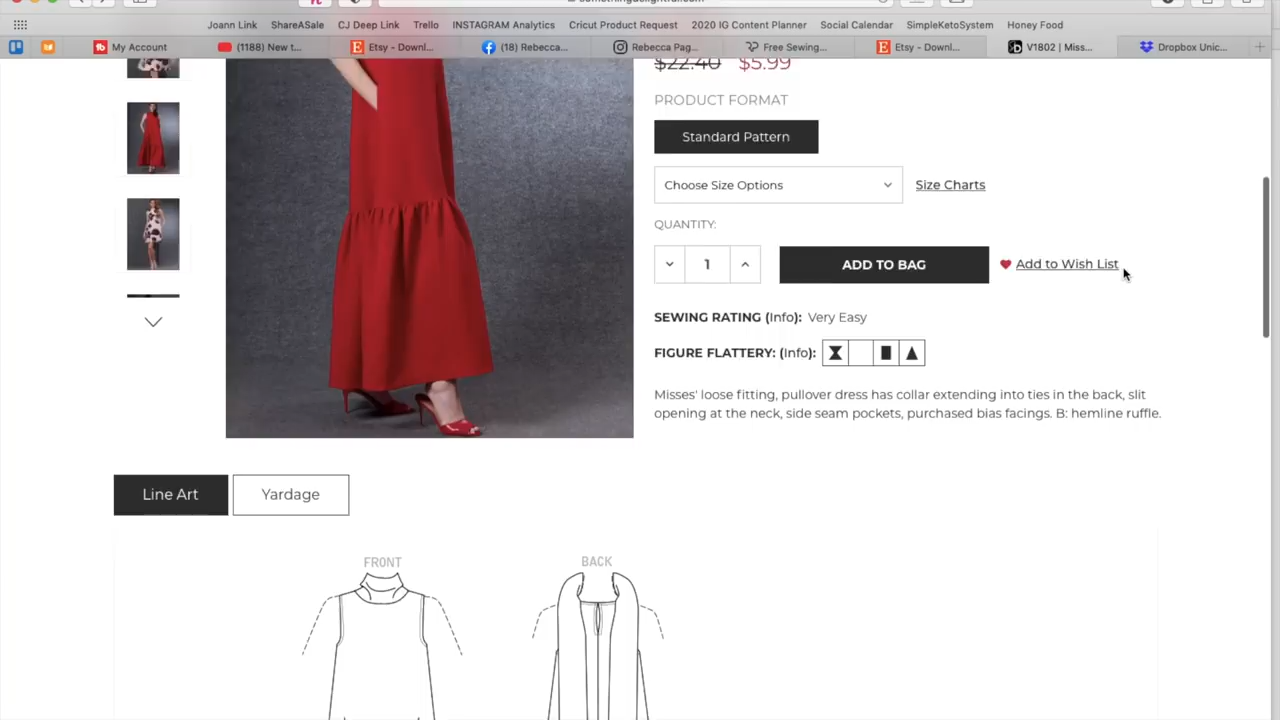 somethingdelightful.com
Joann Link ShareASale CJ Deep Link Trello INSTAGRAM Analytics Cricut Product Request 2020 IG Content Planner Social Calendar SimpleKetoSystem Honey Food
My Account (1188) New t... Etsy - Downl... (18) Rebecca... Rebecca Pag... Free Sewing... Etsy - Downl... V1802 | Miss... Dropbox Unic...
$22.40 $5.99
PRODUCT FORMAT
Standard Pattern
Choose Size Options Size Charts
QUANTITY:
1 ADD TO BAG Add to Wish List
SEWING RATING (Info): Very Easy
FIGURE FLATTERY: (Info):
Misses' loose fitting, pullover dress has collar extending into ties in the back, slit
opening at the neck, side seam pockets, purchased bias facings. B: hemline ruffle.
Line Art Yardage
FRONT BACK